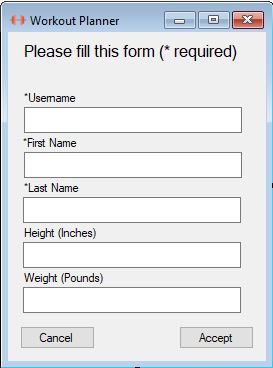 Workout Planner
Please fill this form (* required)
*Username
*First Name
*Last Name
Height (Inches)
Weight (Pounds)
Cancel Accept